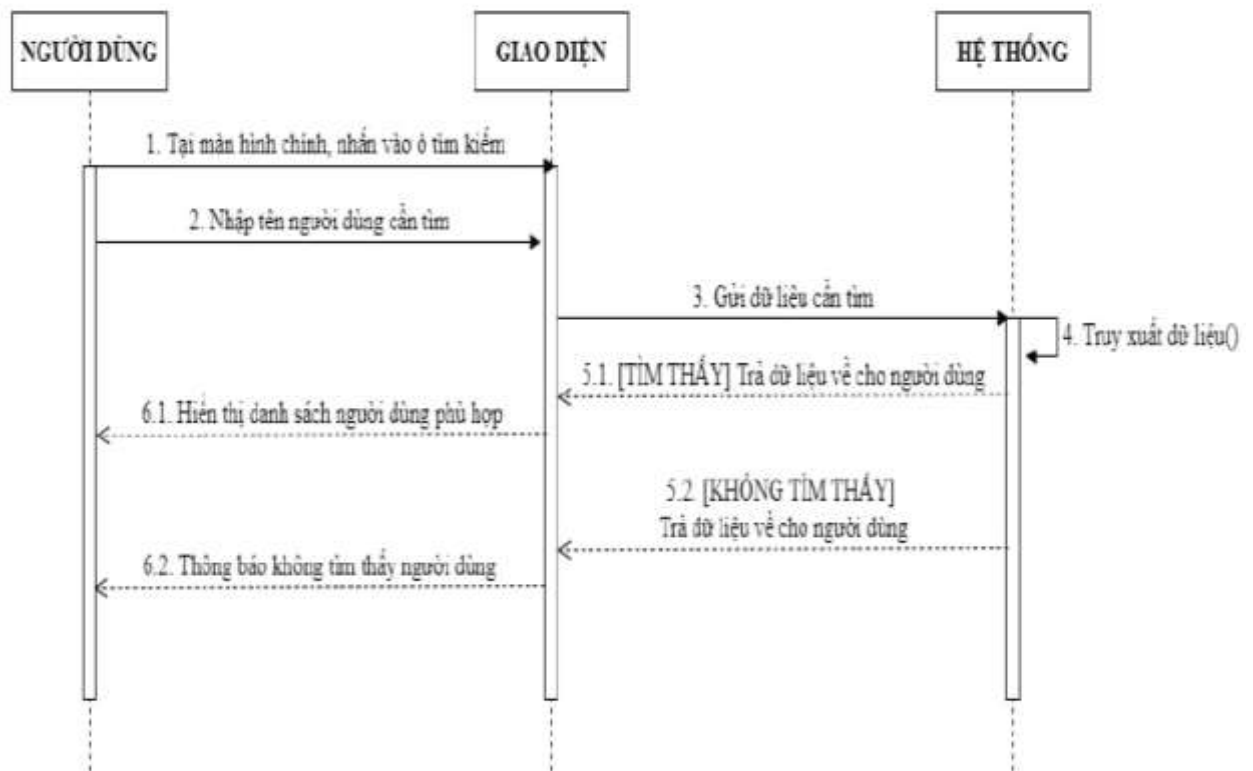 NGƯỜI DÙNG
GIAO DIỆN
HỆ THỐNG
1. Tại màn hình chính, nhấn vào ô tìm kiếm
2. Nhập tên người dùng cần tìm
3. Gửi dữ liệu cần tìm
4. Truy xuất dữ liệu()
5.1. [TÌM THẤY] Trả dữ liệu về cho người dùng
6.1. Hiển thị danh sách người dùng phù hợp
5.2. [KHÔNG TÌM THẤY]
Trả dữ liệu về cho người dùng
6.2. Thông báo không tìm thấy người dùng